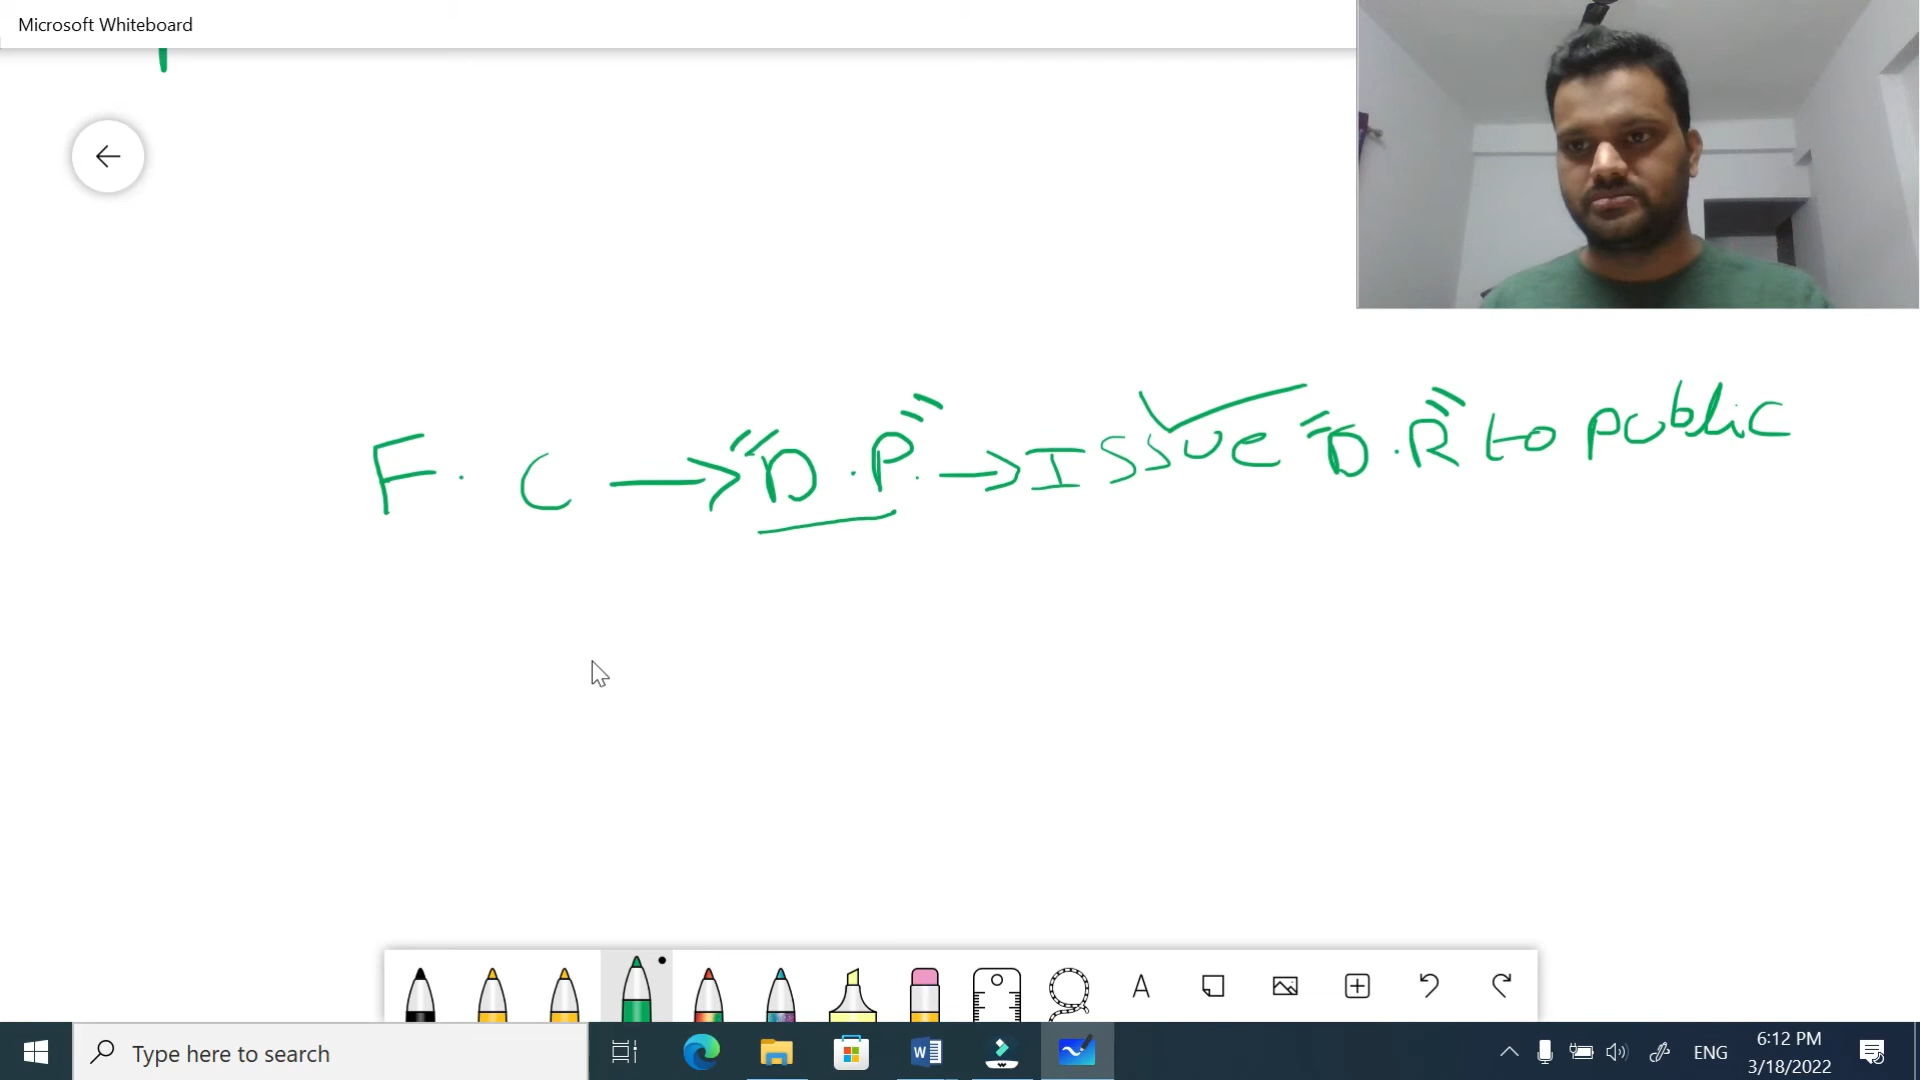 Microsoft Whiteboard
F. C → "D.P." → Issue "D.R" to public
A
Type here to search
W
ENG
6:12 PM
3/18/2022